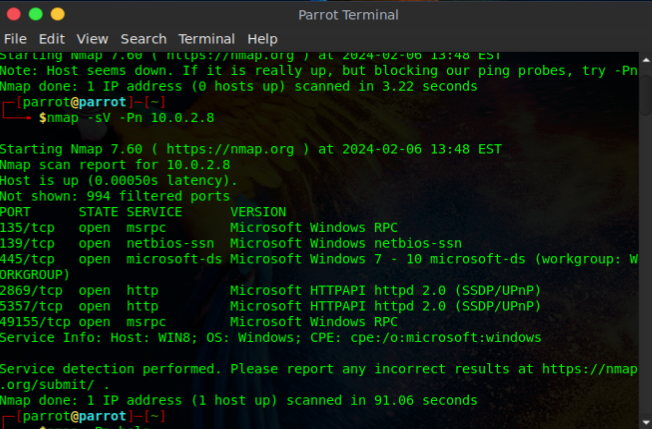 Parrot Terminal
File Edit View Search Terminal Help
Starting Nmap 7.60 ( https://nmap.org ) at 2024-02-06 13:48 EST
Note: Host seems down. If it is really up, but blocking our ping probes, try -Pn
Nmap done: 1 IP address (0 hosts up) scanned in 3.22 seconds
┌─[parrot@parrot]─[~]
└──╼ $nmap -sV -Pn 10.0.2.8
Starting Nmap 7.60 ( https://nmap.org ) at 2024-02-06 13:48 EST
Nmap scan report for 10.0.2.8
Host is up (0.00050s latency).
Not shown: 994 filtered ports
PORT      STATE SERVICE      VERSION
135/tcp   open  msrpc        Microsoft Windows RPC
139/tcp   open  netbios-ssn  Microsoft Windows netbios-ssn
445/tcp   open  microsoft-ds Microsoft Windows 7 - 10 microsoft-ds (workgroup: W
ORKGROUP)
2869/tcp  open  http         Microsoft HTTPAPI httpd 2.0 (SSDP/UPnP)
5357/tcp  open  http         Microsoft HTTPAPI httpd 2.0 (SSDP/UPnP)
49155/tcp open  msrpc        Microsoft Windows RPC
Service Info: Host: WIN8; OS: Windows; CPE: cpe:/o:microsoft:windows
Service detection performed. Please report any incorrect results at https://nmap
.org/submit/ .
Nmap done: 1 IP address (1 host up) scanned in 91.06 seconds
┌─[parrot@parrot]─[~]